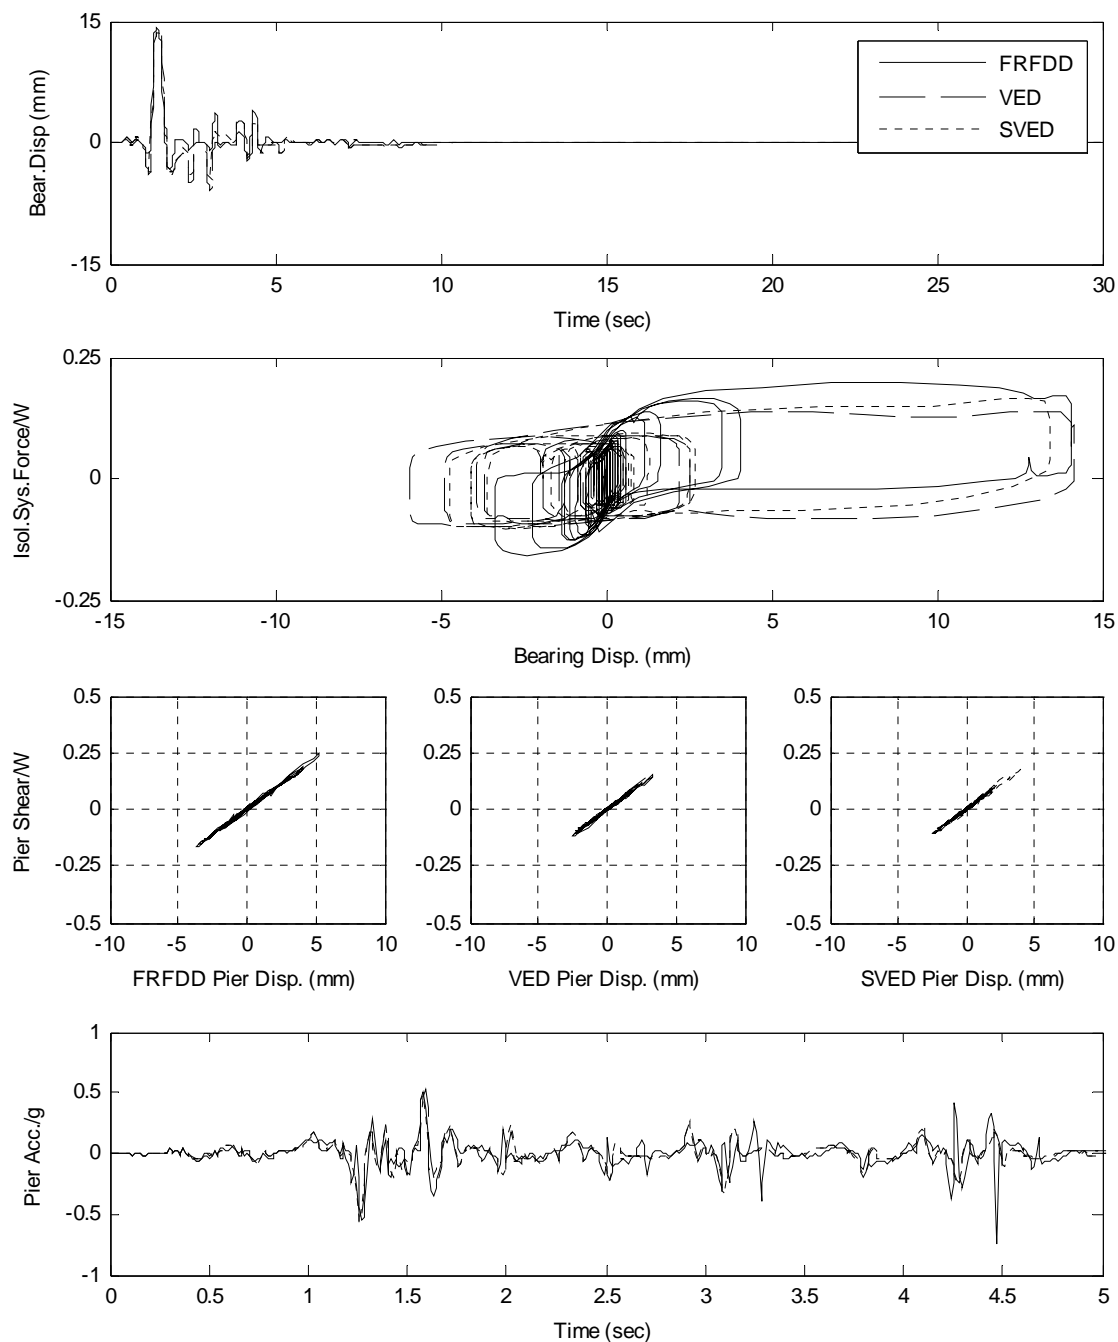 15
0
-15
Bear.Disp (mm)
FRFDD
VED
SVED
0 5 10 15 20 25 30
Time (sec)
0.25
0
-0.25
Isol.Sys.Force/W
-15 -10 -5 0 5 10 15
Bearing Disp. (mm)
0.5
0.25
0
-0.25
-0.5
Pier Shear/W
-10 -5 0 5 10
FRFDD Pier Disp. (mm)
0.5
0.25
0
-0.25
-0.5
-10 -5 0 5 10
VED Pier Disp. (mm)
0.5
0.25
0
-0.25
-0.5
-10 -5 0 5 10
SVED Pier Disp. (mm)
1
0.5
0
-0.5
-1
Pier Acc./g
0 0.5 1 1.5 2 2.5 3 3.5 4 4.5 5
Time (sec)